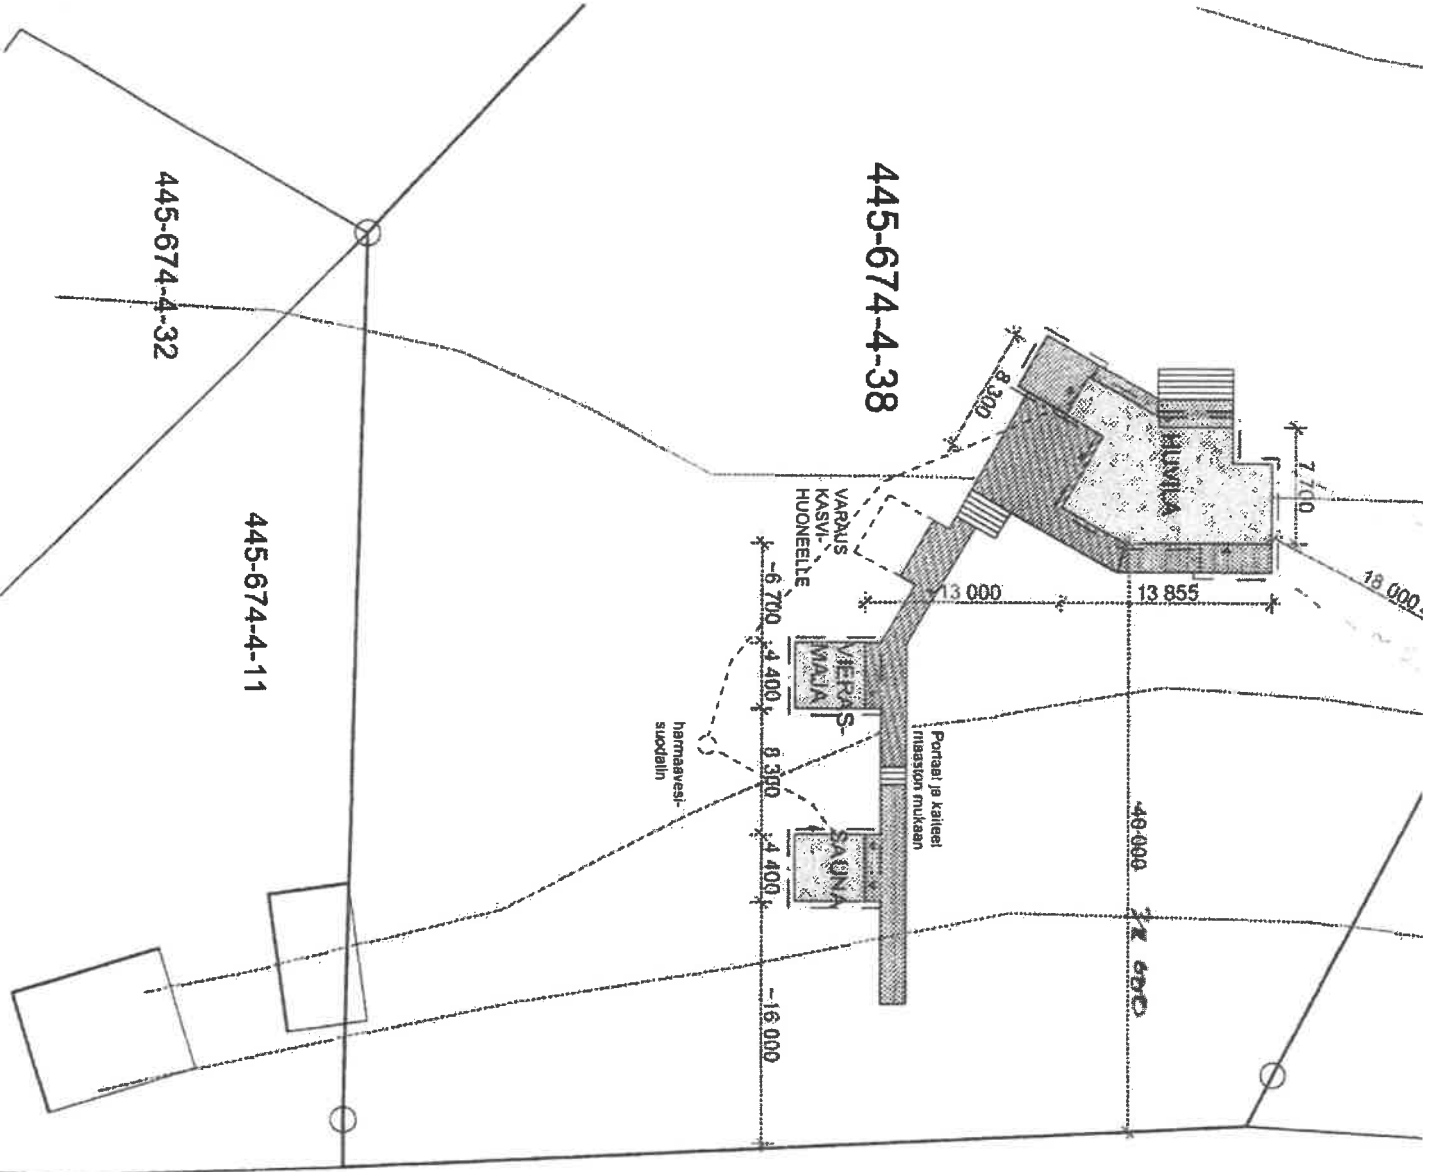 445-674-4-32
445-674-4-38
445-674-4-11
8 300
HUVILA
7 700
18 000
13 000
13 855
VARAUS
KASVI-
HUONEELLE
~6 700
4 400
8 300
4 400
~16 000
VIERAS-
MAJA
SAUNA
Portaat ja kaiteet
maaston mukaan
harmaavesi-
suodatin
~40 000